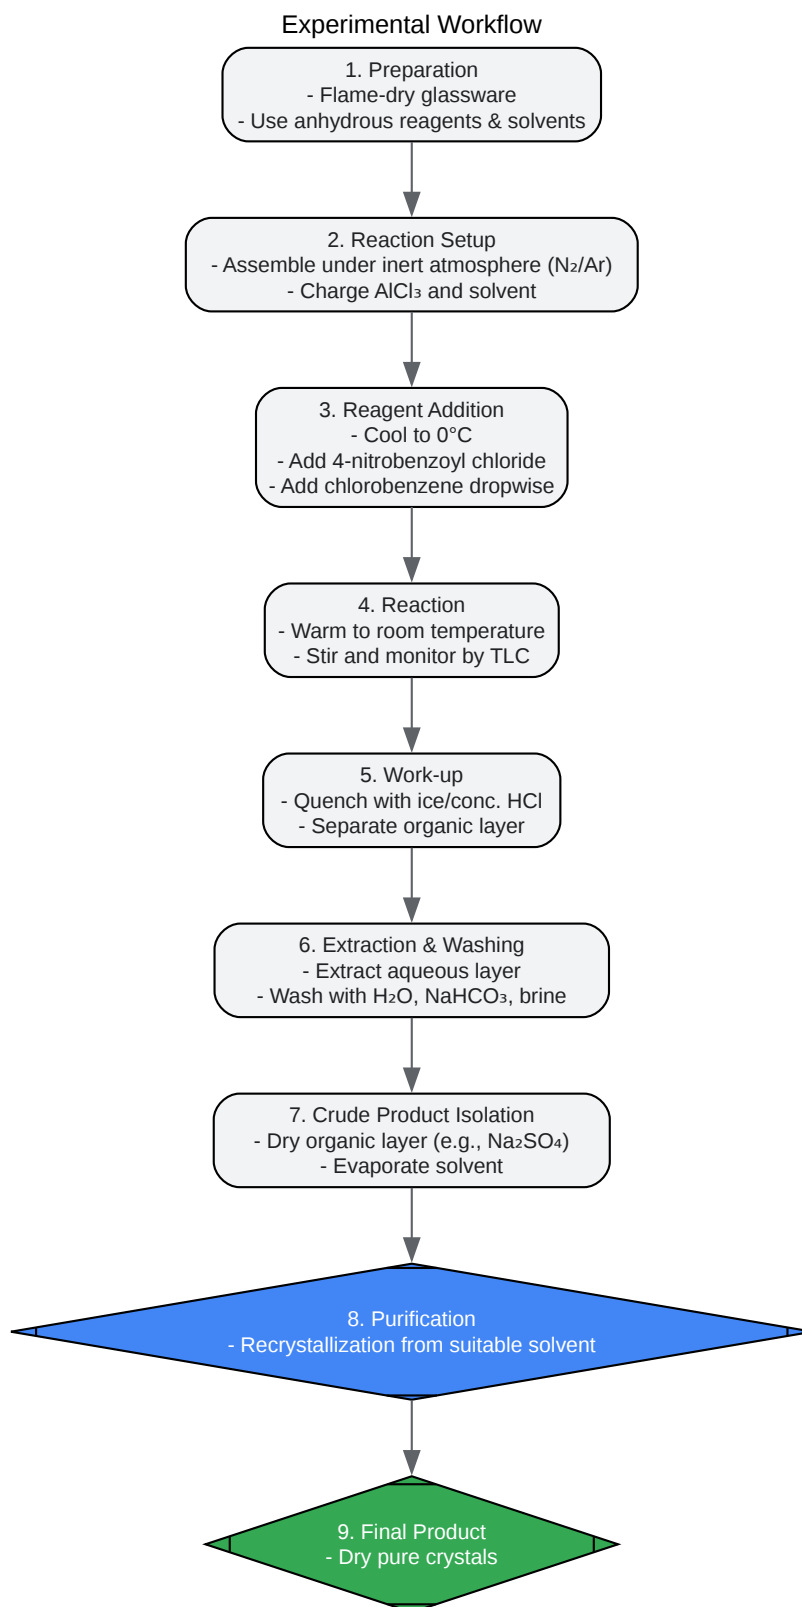 Experimental Workflow
1. Preparation
- Flame-dry glassware
- Use anhydrous reagents & solvents
2. Reaction Setup
- Assemble under inert atmosphere (N₂/Ar)
- Charge AlCl₃ and solvent
3. Reagent Addition
- Cool to 0°C
- Add 4-nitrobenzoyl chloride
- Add chlorobenzene dropwise
4. Reaction
- Warm to room temperature
- Stir and monitor by TLC
5. Work-up
- Quench with ice/conc. HCl
- Separate organic layer
6. Extraction & Washing
- Extract aqueous layer
- Wash with H₂O, NaHCO₃, brine
7. Crude Product Isolation
- Dry organic layer (e.g., Na₂SO₄)
- Evaporate solvent
8. Purification
- Recrystallization from suitable solvent
9. Final Product
- Dry pure crystals